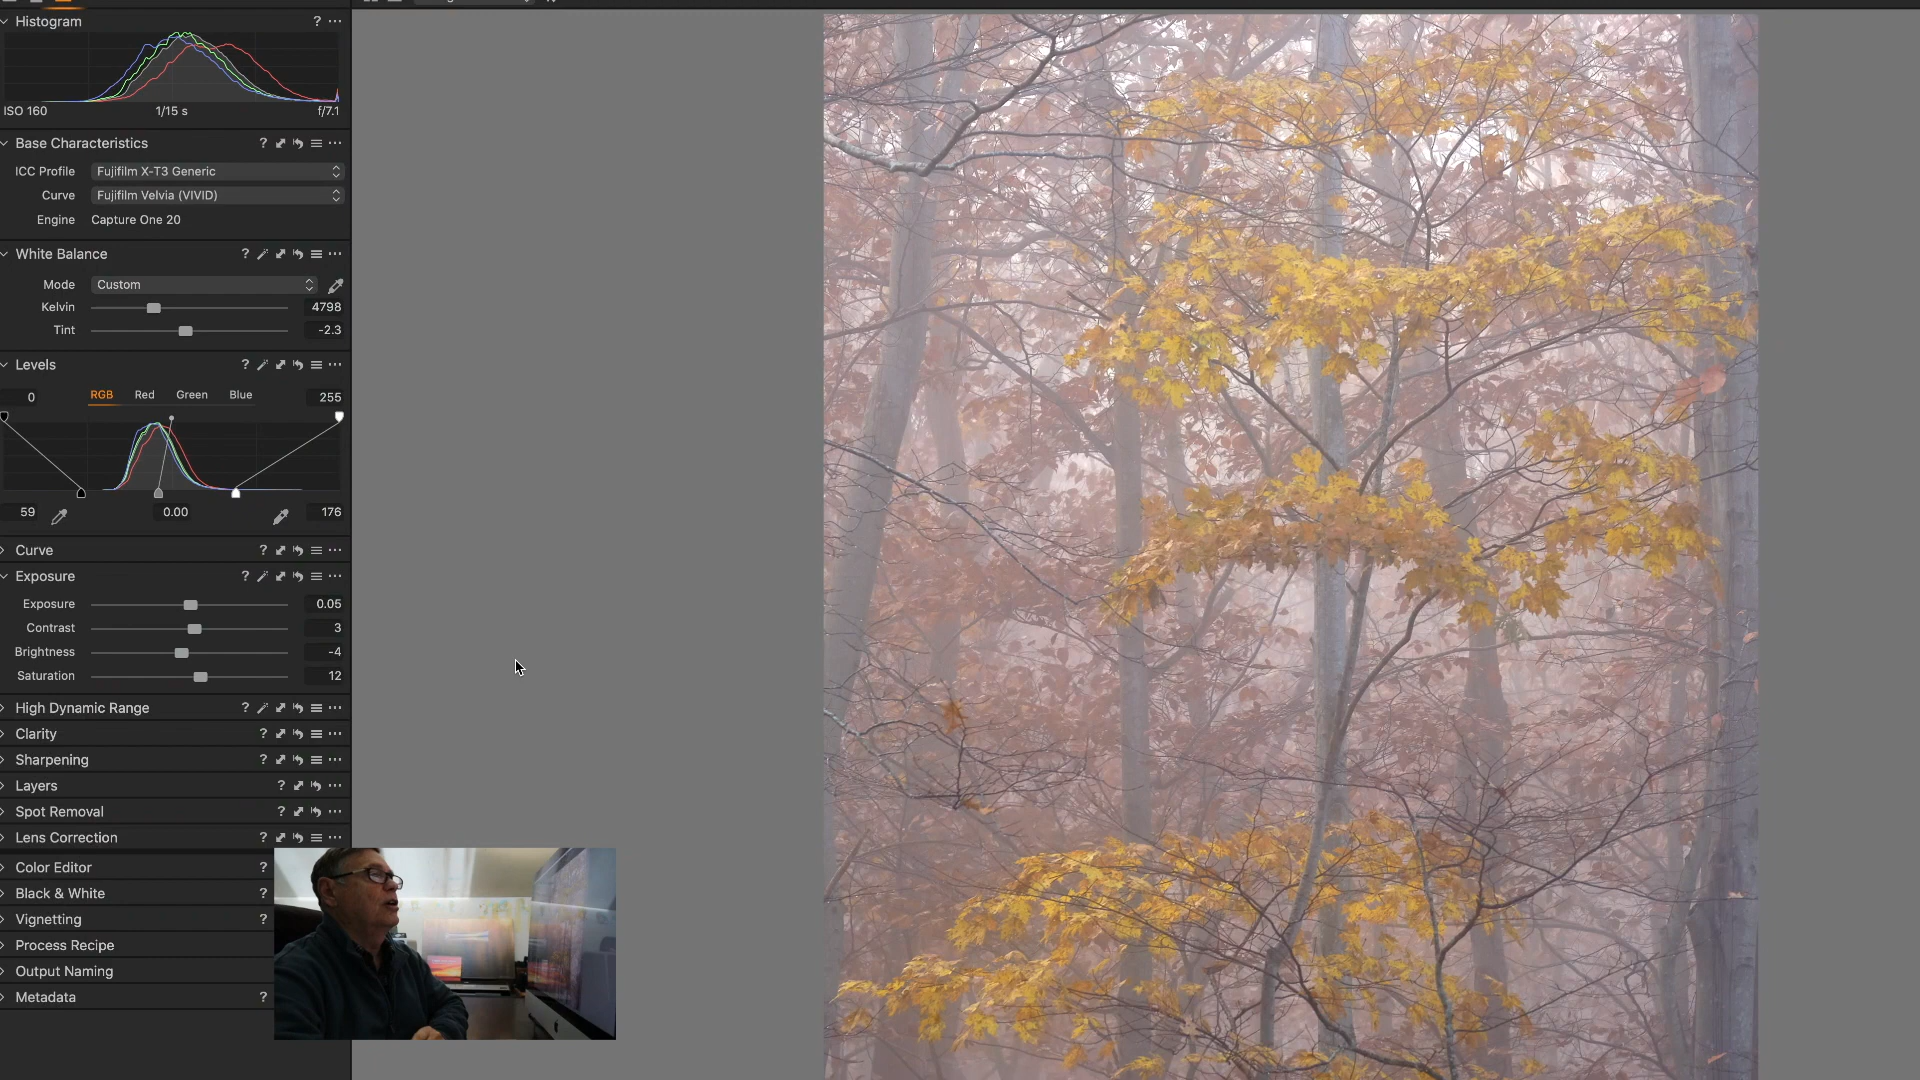 Histogram ? ...
ISO 160 1/15 s f/7.1
Base Characteristics ? ...
ICC Profile Fujifilm X-T3 Generic
Curve Fujifilm Velvia (VIVID)
Engine Capture One 20
White Balance ? ...
Mode Custom
Kelvin 4798
Tint -2.3
Levels ? ...
0 RGB Red Green Blue 255
59 0.00 176
Curve ? ...
Exposure ? ...
Exposure 0.05
Contrast 3
Brightness -4
Saturation 12
High Dynamic Range ? ...
Clarity ? ...
Sharpening ? ...
Layers ? ...
Spot Removal ? ...
Lens Correction ? ...
Color Editor ?
Black & White ?
Vignetting ?
Process Recipe
Output Naming
Metadata ?